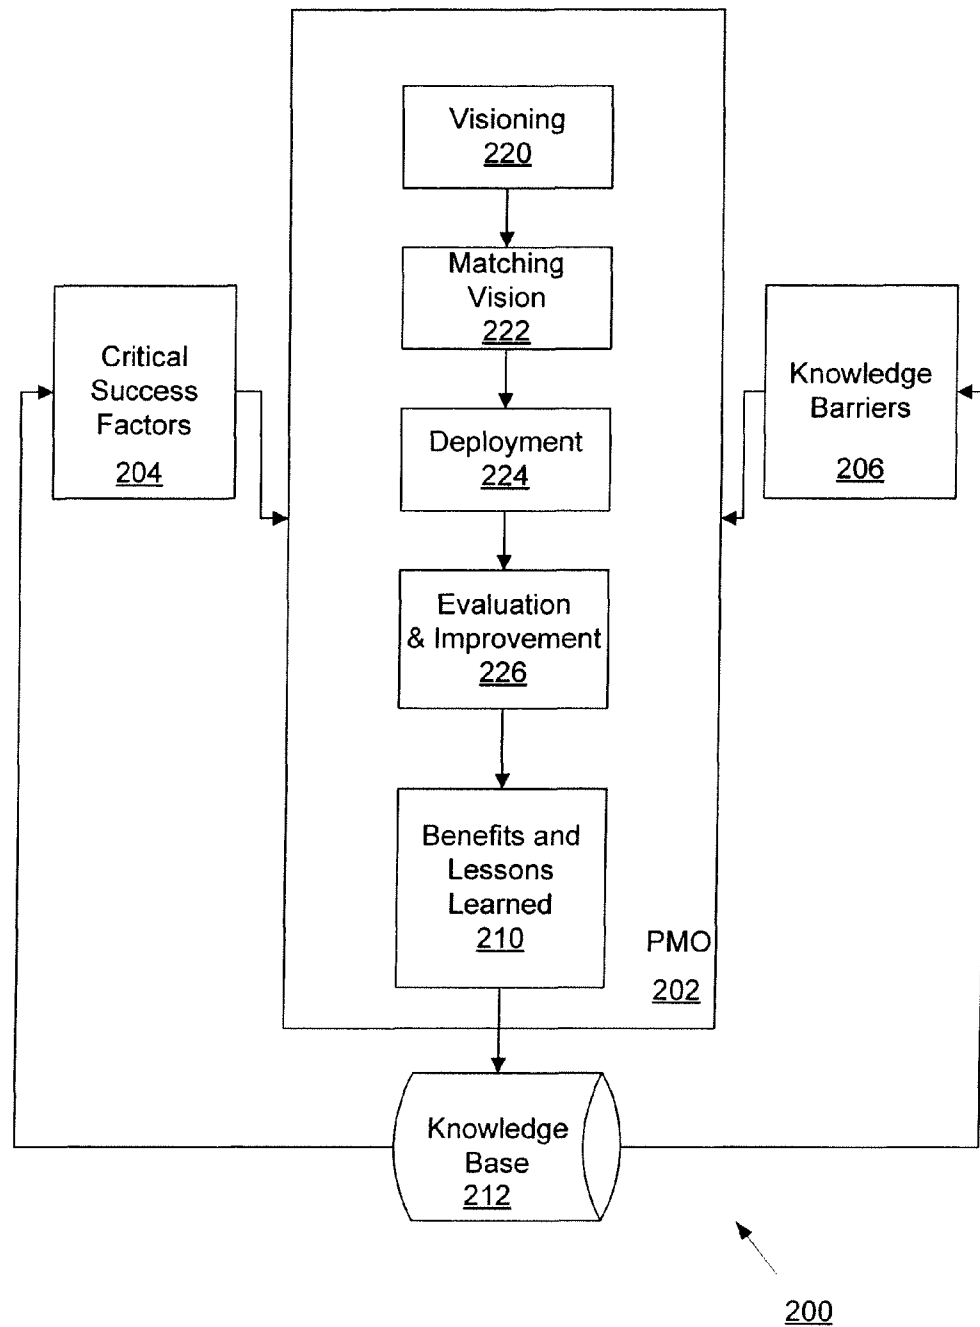 Visioning
220
Matching
Vision
222
Critical
Success
Factors
204
Knowledge
Barriers
206
Deployment
224
Evaluation
& Improvement
226
Benefits and
Lessons
Learned
210
PMO
202
Knowledge
Base
212
200